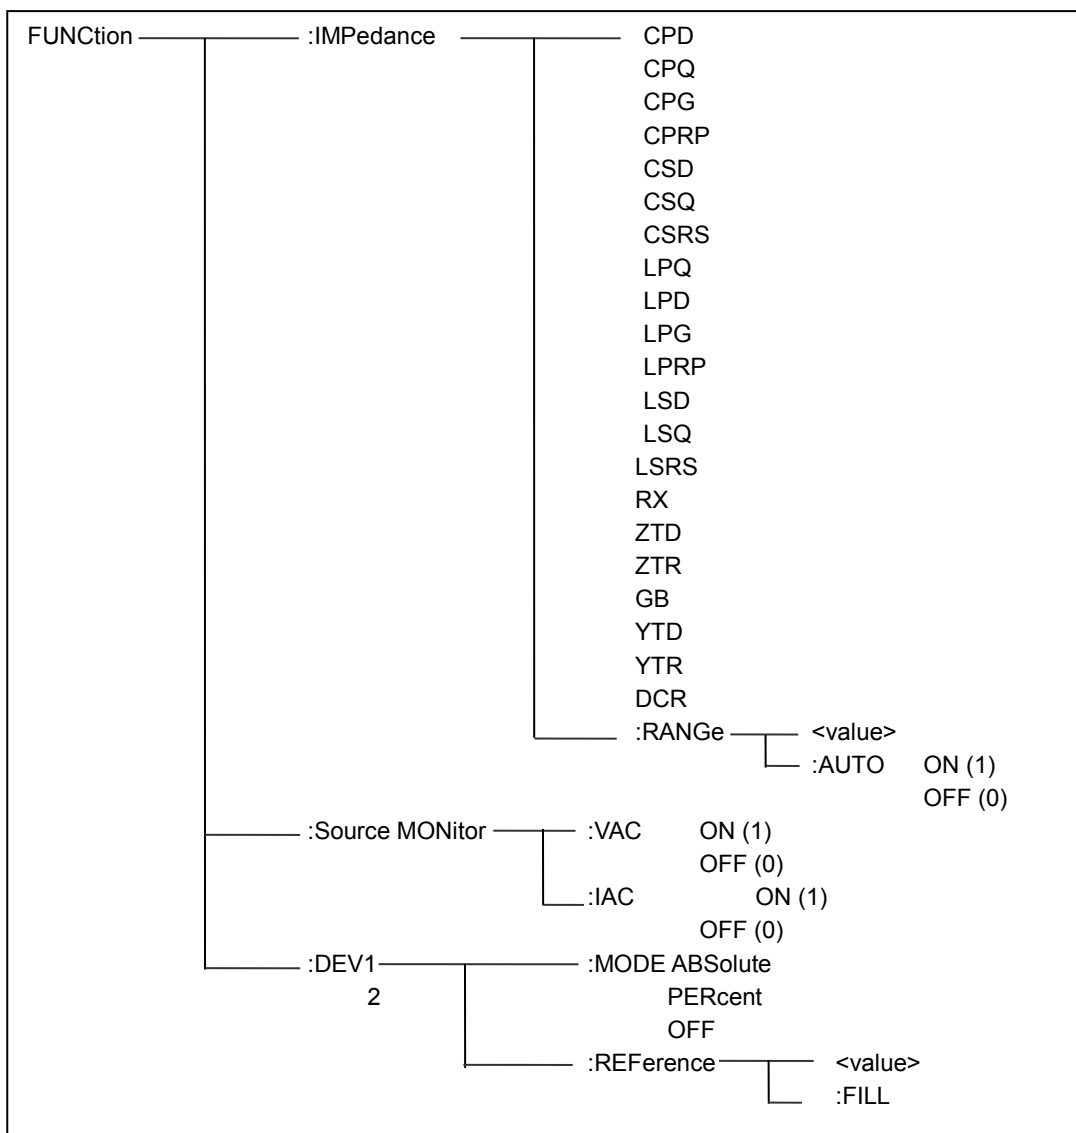 FUNCtion :IMPedance CPD
CPQ
CPG
CPRP
CSD
CSQ
CSRS
LPQ
LPD
LPG
LPRP
LSD
LSQ
LSRS
RX
ZTD
ZTR
GB
YTD
YTR
DCR
:RANGe <value>
:AUTO ON (1)
OFF (0)
:Source MONitor :VAC ON (1)
OFF (0)
:IAC ON (1)
OFF (0)
:DEV1 :MODE ABSolute
2 PERcent
OFF
:REFerence <value>
:FILL